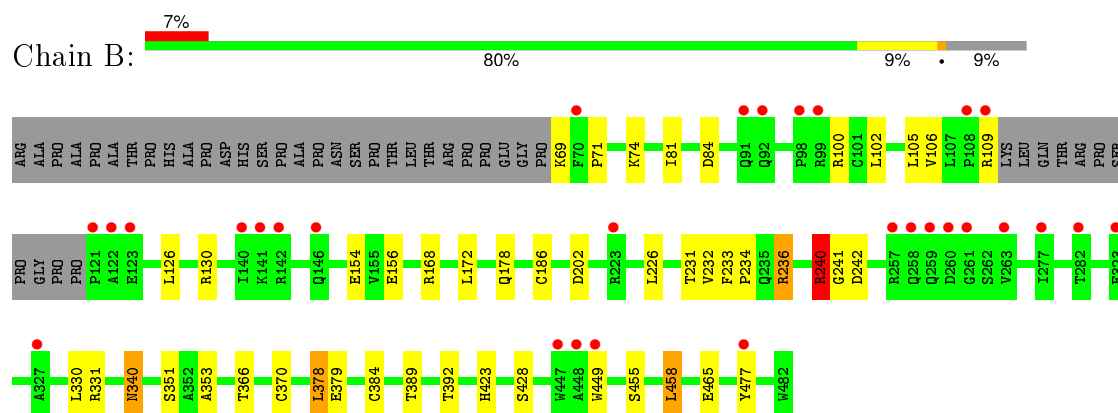 7%
Chain B:
80% 9% • 9%
ARG ALA PRO ALA PRO ALA THR PRO HIS ALA PRO ASP HIS SER PRO ALA PRO ASN SER PRO THR LEU THR ARG PRO PRO GLU GLY PRO K69 F70 P71 K74 I81 D84 Q91 Q92 P98 R99 R100 C101 L102 L105 V106 L107 P108 R109 LYS LEU GLN THR ARG PRO SER
PRO GLY PRO PRO P121 A122 E123 L126 R130 I140 K141 R142 Q146 E154 V155 E156 R168 L172 Q178 C186 D202 R223 L226 T231 V232 F233 P234 Q235 R236 R240 G241 D242 R257 Q258 Q259 D260 G261 S262 V263 I277 T282
A327 L330 R331 N340 S351 A352 A353 T366 C370 L378 E379 C384 T389 T392 H423 S428 W447 A448 W449 S455 L458 E465 Y477 W482